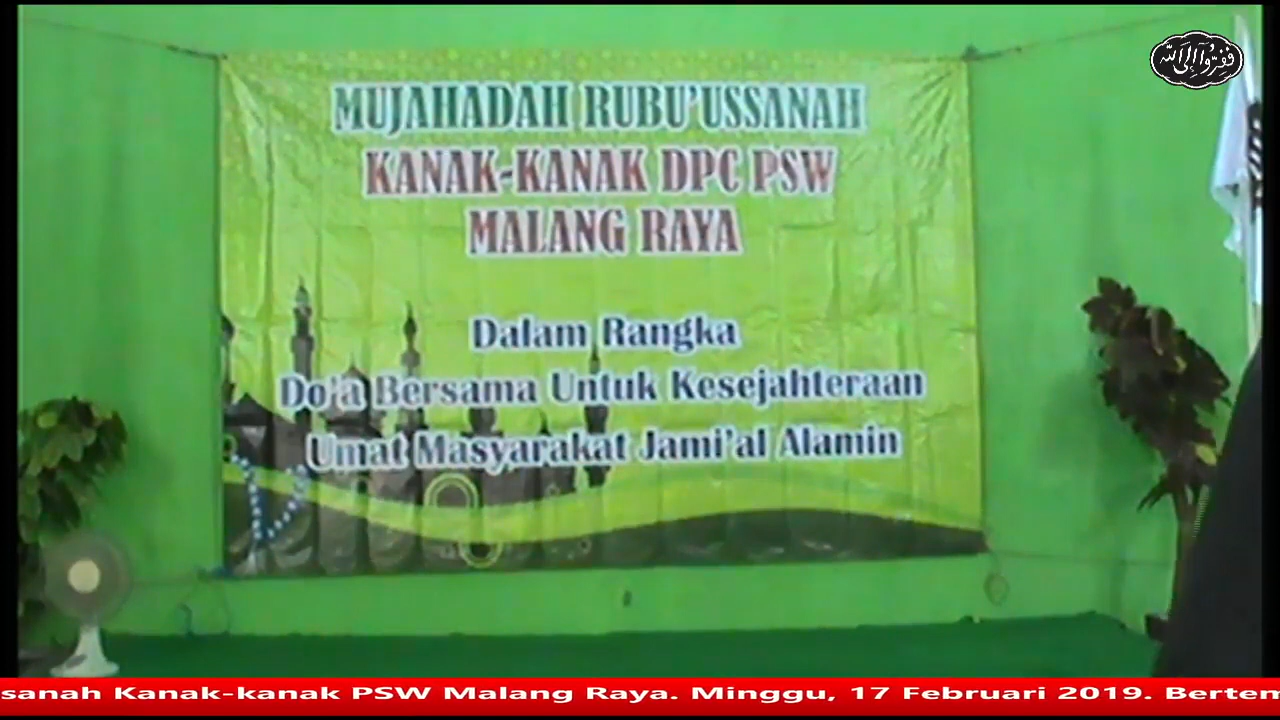 فَفِرُّوٓا۟ إِلَى ٱللَّهِ
MUJAHADAH RUBU'USSANAH
KANAK-KANAK DPC PSW
MALANG RAYA
Dalam Rangka
Do'a Bersama Untuk Kesejahteraan
Umat Masyarakat Jami'al Alamin
sanah Kanak-kanak PSW Malang Raya. Minggu, 17 Februari 2019. Bertem